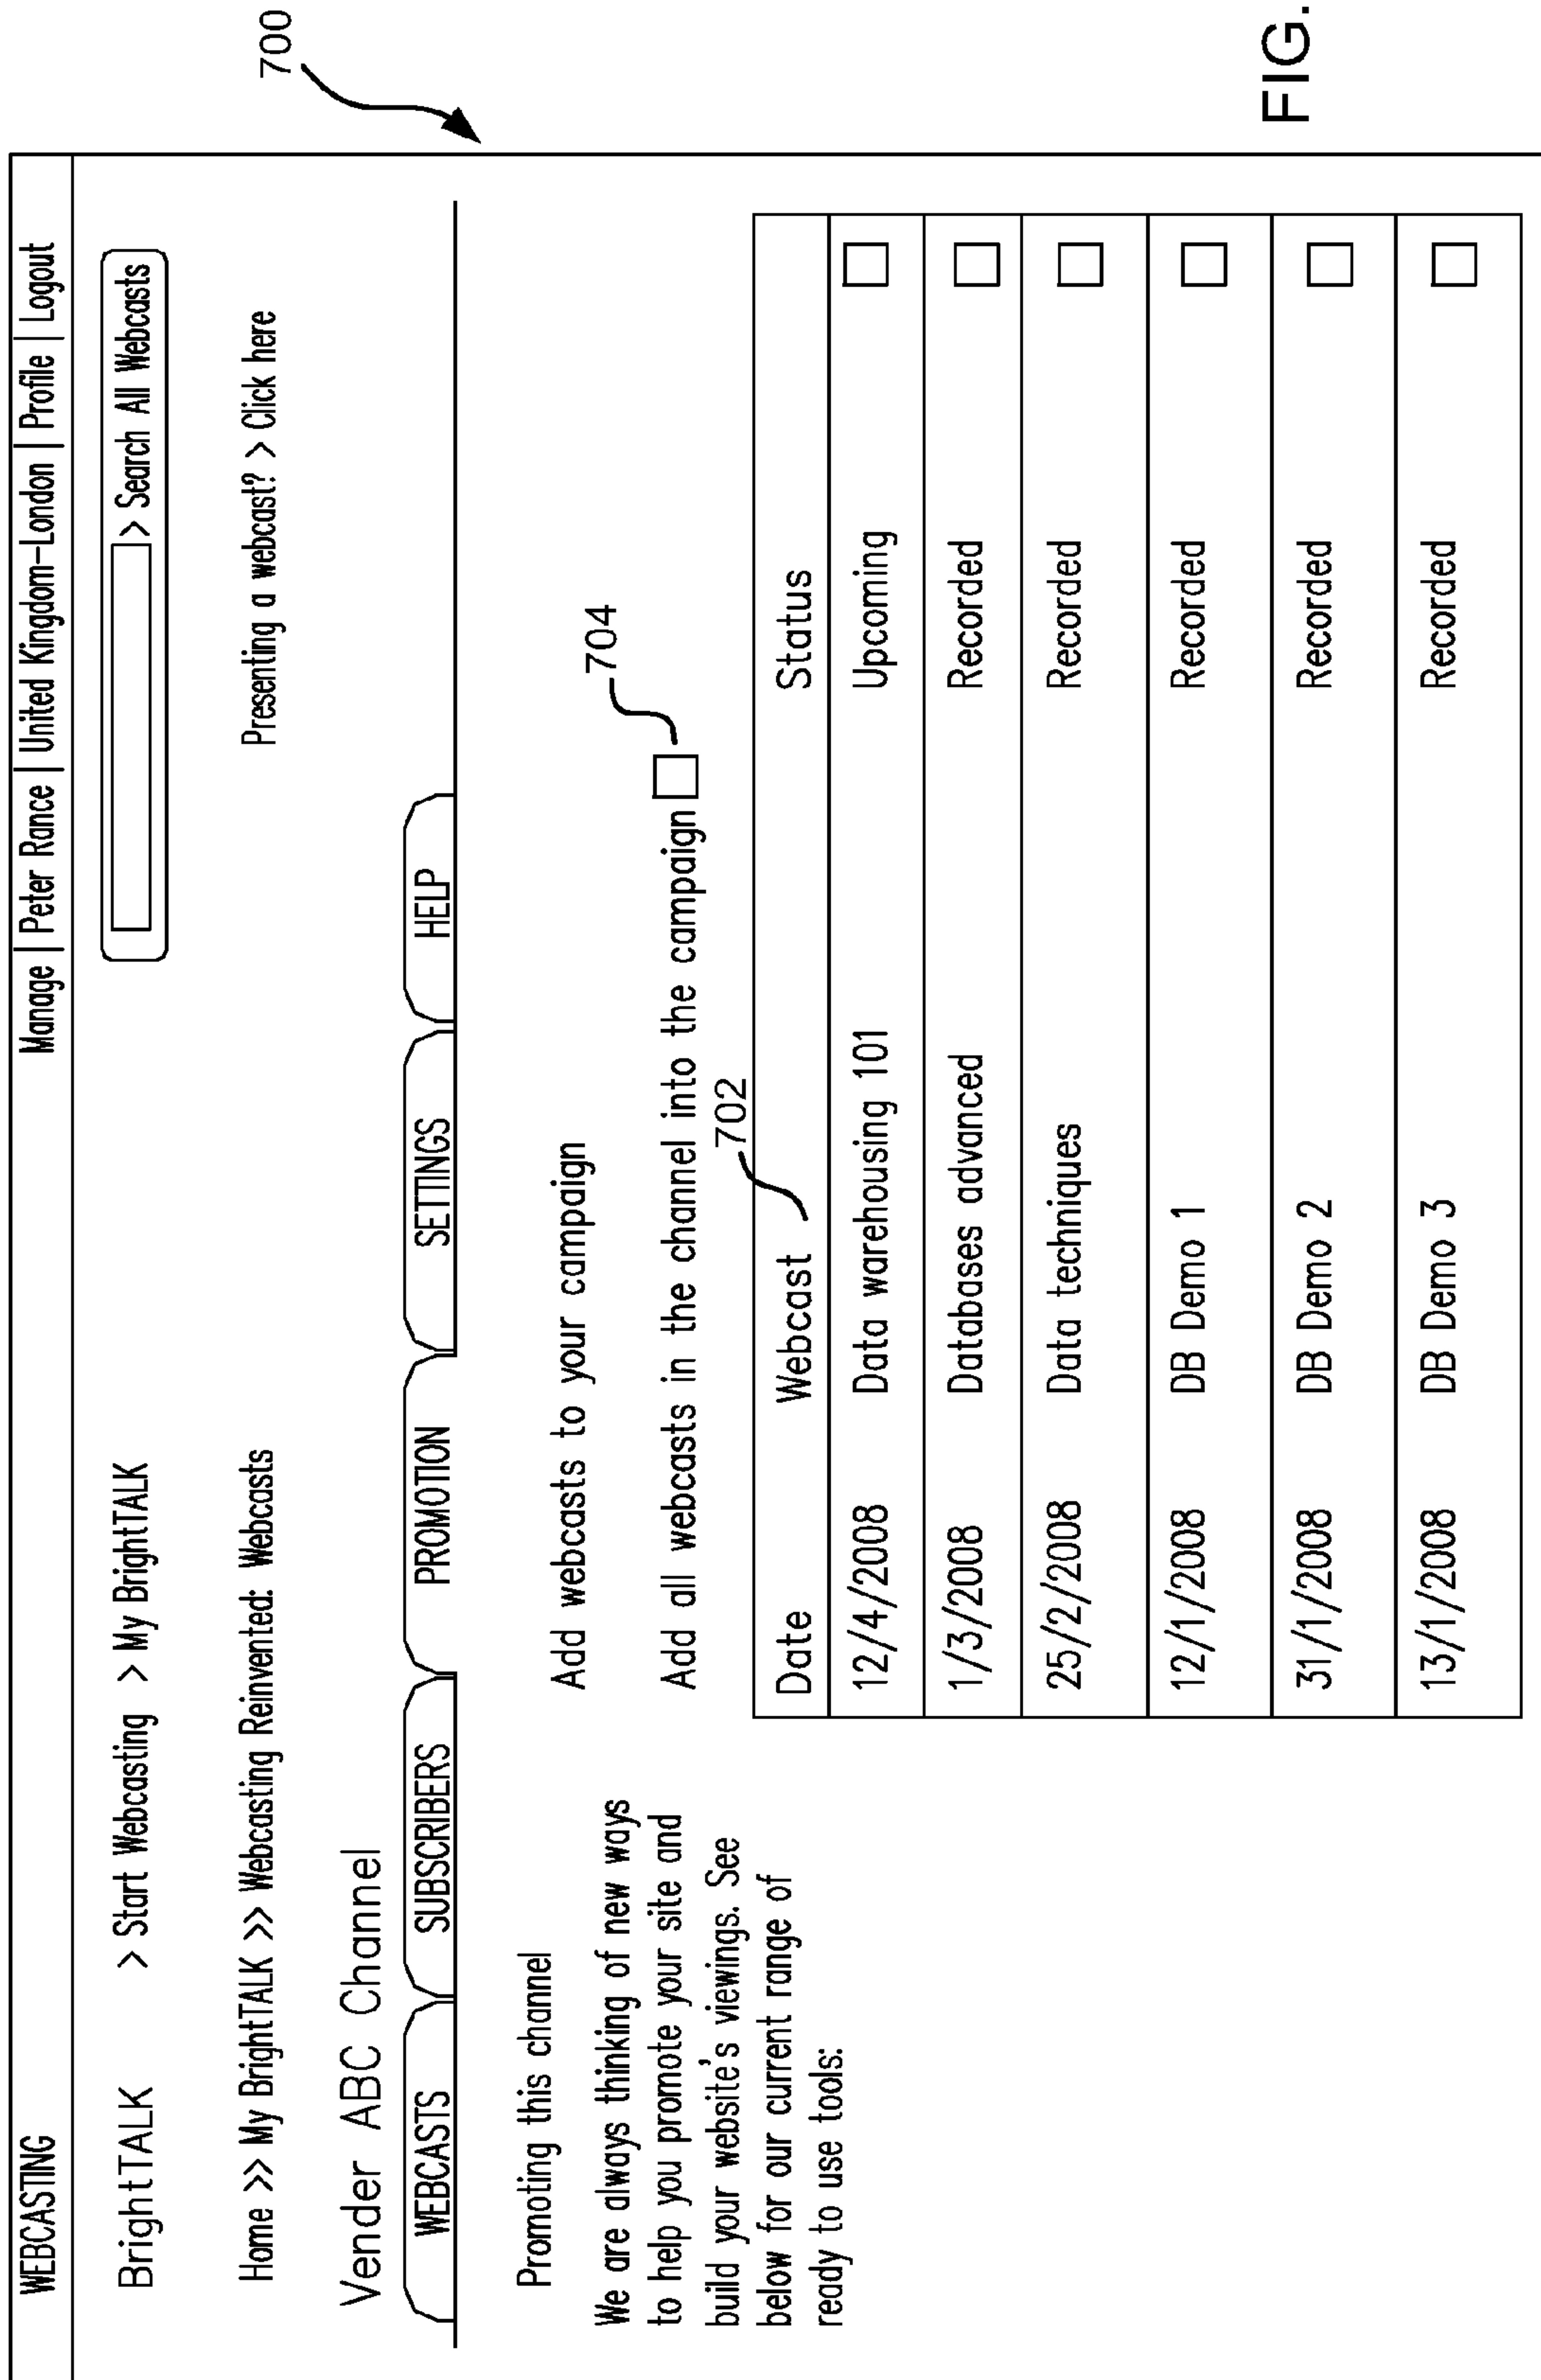 WEBCASTING
Manage | Peter Rance | United Kingdom-London | Profile | Logout
BrightTALK > Start Webcasting > My BrightTALK > Search All Webcasts
Home >> My BrightTALK >> Webcasting Reinvented: Webcasts
Presenting a webcast? > Click here
700
Vender ABC Channel
WEBCASTS SUBSCRIBERS PROMOTION SETTINGS HELP
Promoting this channel
We are always thinking of new ways
to help you promote your site and
build your website's viewings. See
below for our current range of
ready to use tools:
Add webcasts to your campaign
704
Add all webcasts in the channel into the campaign
702
Date Webcast Status
12/4/2008 Data warehousing 101 Upcoming
1/3/2008 Databases advanced Recorded
25/2/2008 Data techniques Recorded
12/1/2008 DB Demo 1 Recorded
31/1/2008 DB Demo 2 Recorded
13/1/2008 DB Demo 3 Recorded
FIG.